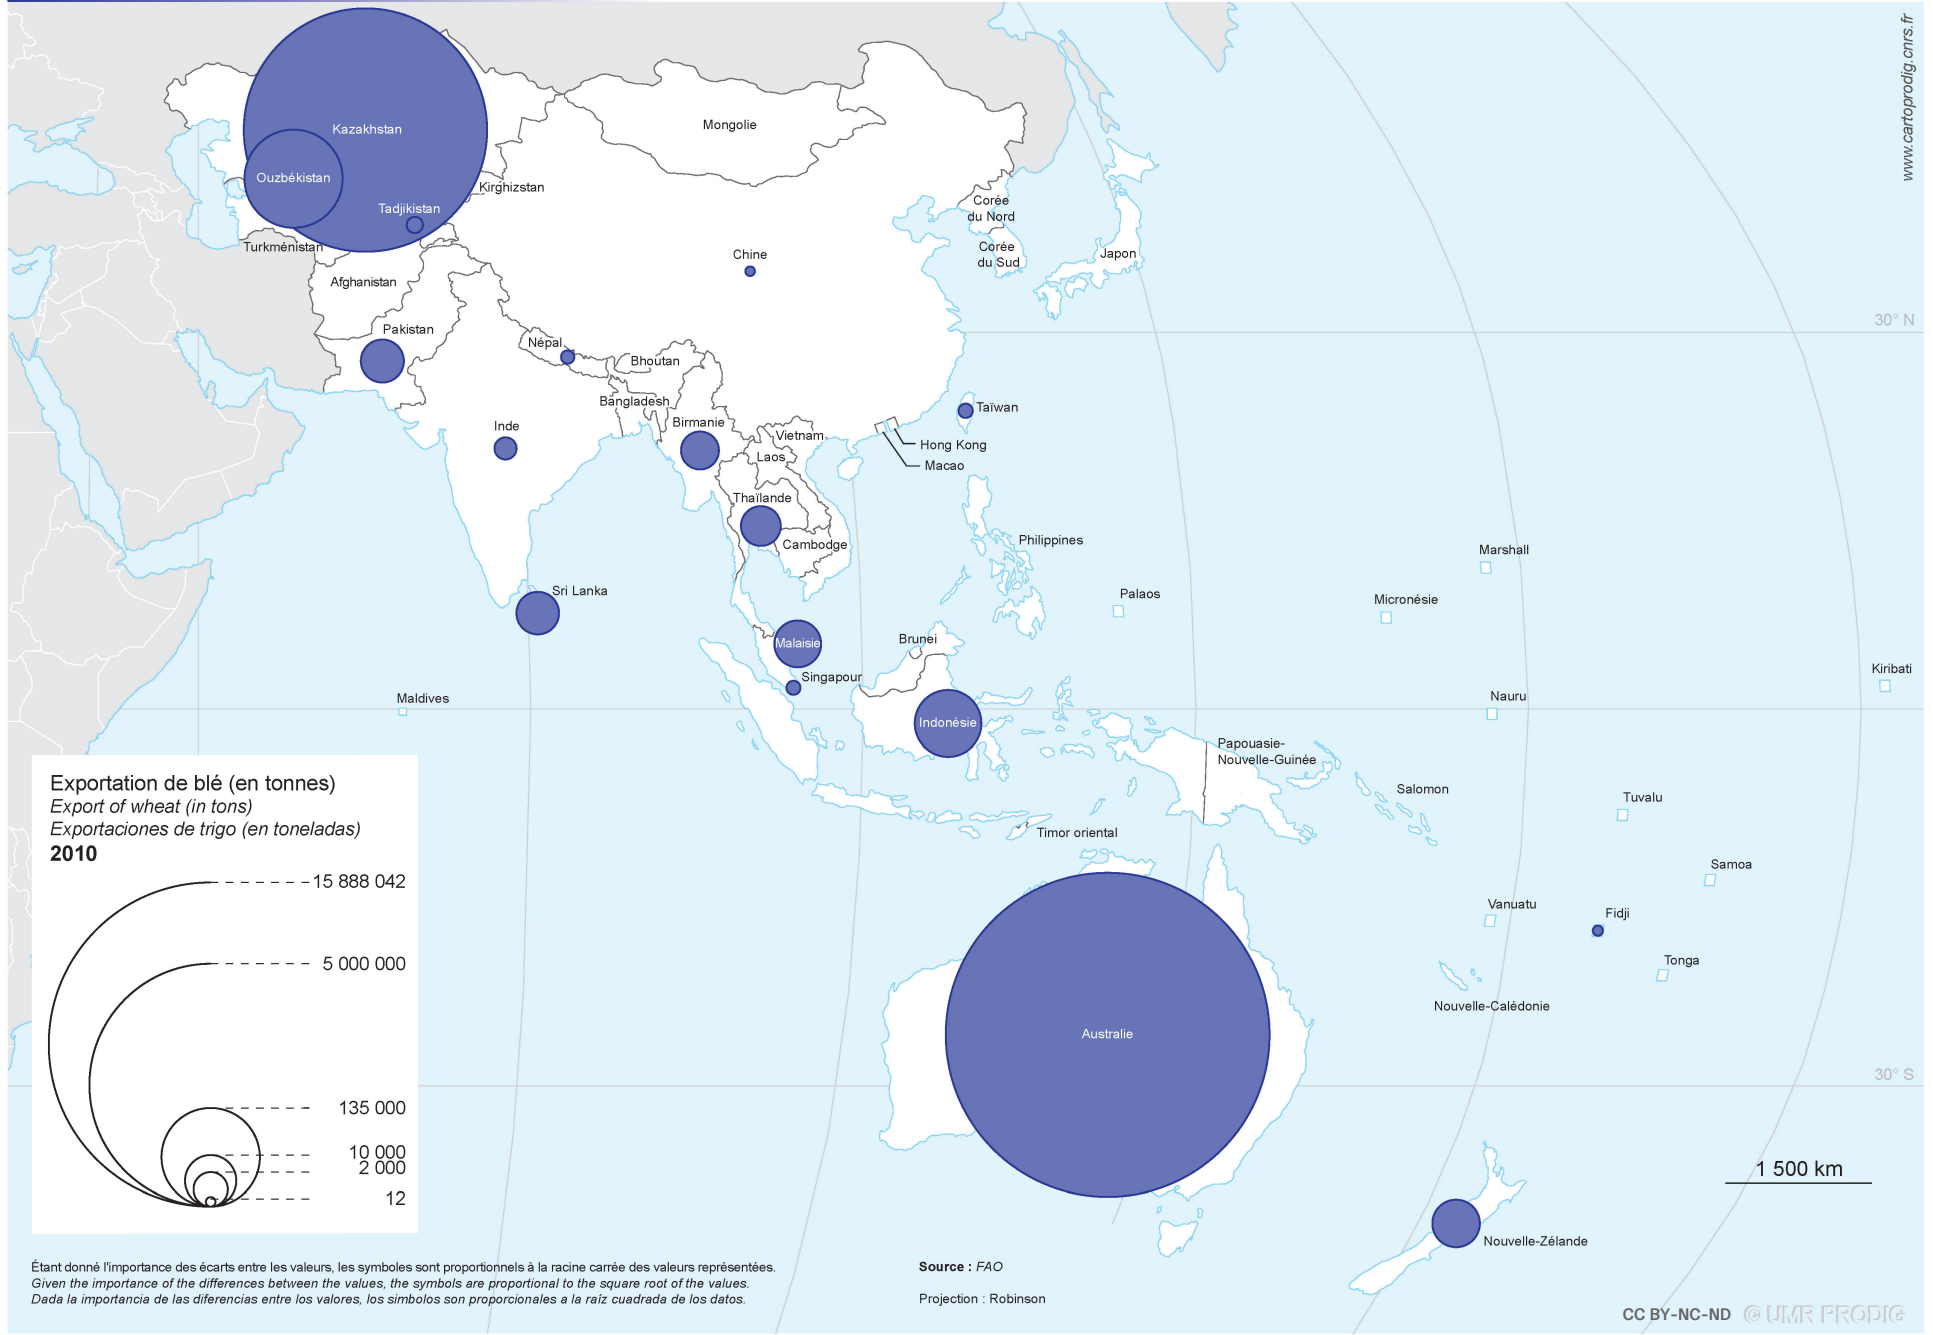 www.cartoprodig.cnrs.fr
Kazakhstan
Mongolie
Ouzbékistan
Kirghizstan
Tadjikistan
Turkménistan
Corée
du Nord
Corée
du Sud
Japon
Chine
Afghanistan
Pakistan
30° N
Népal
Bhoutan
Bangladesh
Taïwan
Inde
Birmanie
Vietnam
Hong Kong
Laos
Macao
Thaïlande
Philippines
Cambodge
Marshall
Sri Lanka
Palaos
Micronésie
Malaisie
Brunei
Singapour
Kiribati
Maldives
Nauru
Indonésie
Papouasie-
Nouvelle-Guinée
Salomon
Tuvalu
Timor oriental
Samoa
Vanuatu
Fidji
Tonga
Nouvelle-Calédonie
Australie
30° S
Nouvelle-Zélande
1 500 km
Exportation de blé (en tonnes)
Export of wheat (in tons)
Exportaciones de trigo (en toneladas)
2010
15 888 042
5 000 000
135 000
10 000
2 000
12
Étant donné l'importance des écarts entre les valeurs, les symboles sont proportionnels à la racine carrée des valeurs représentées.
Given the importance of the differences between the values, the symbols are proportional to the square root of the values.
Dada la importancia de las diferencias entre los valores, los simbolos son proporcionales a la raíz cuadrada de los datos.
Source : FAO
Projection : Robinson
CC BY-NC-ND © UMR PRODIG